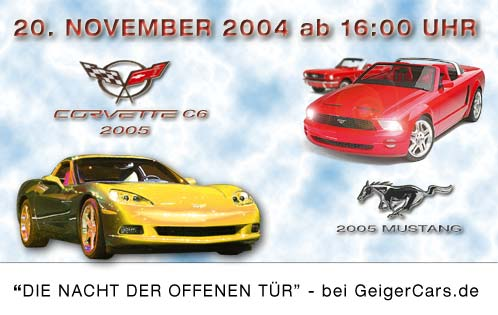 20. NOVEMBER 2004 ab 16:00 UHR
CORVETTE C6
2005
2005 MUSTANG
“DIE NACHT DER OFFENEN TÜR” - bei GeigerCars.de